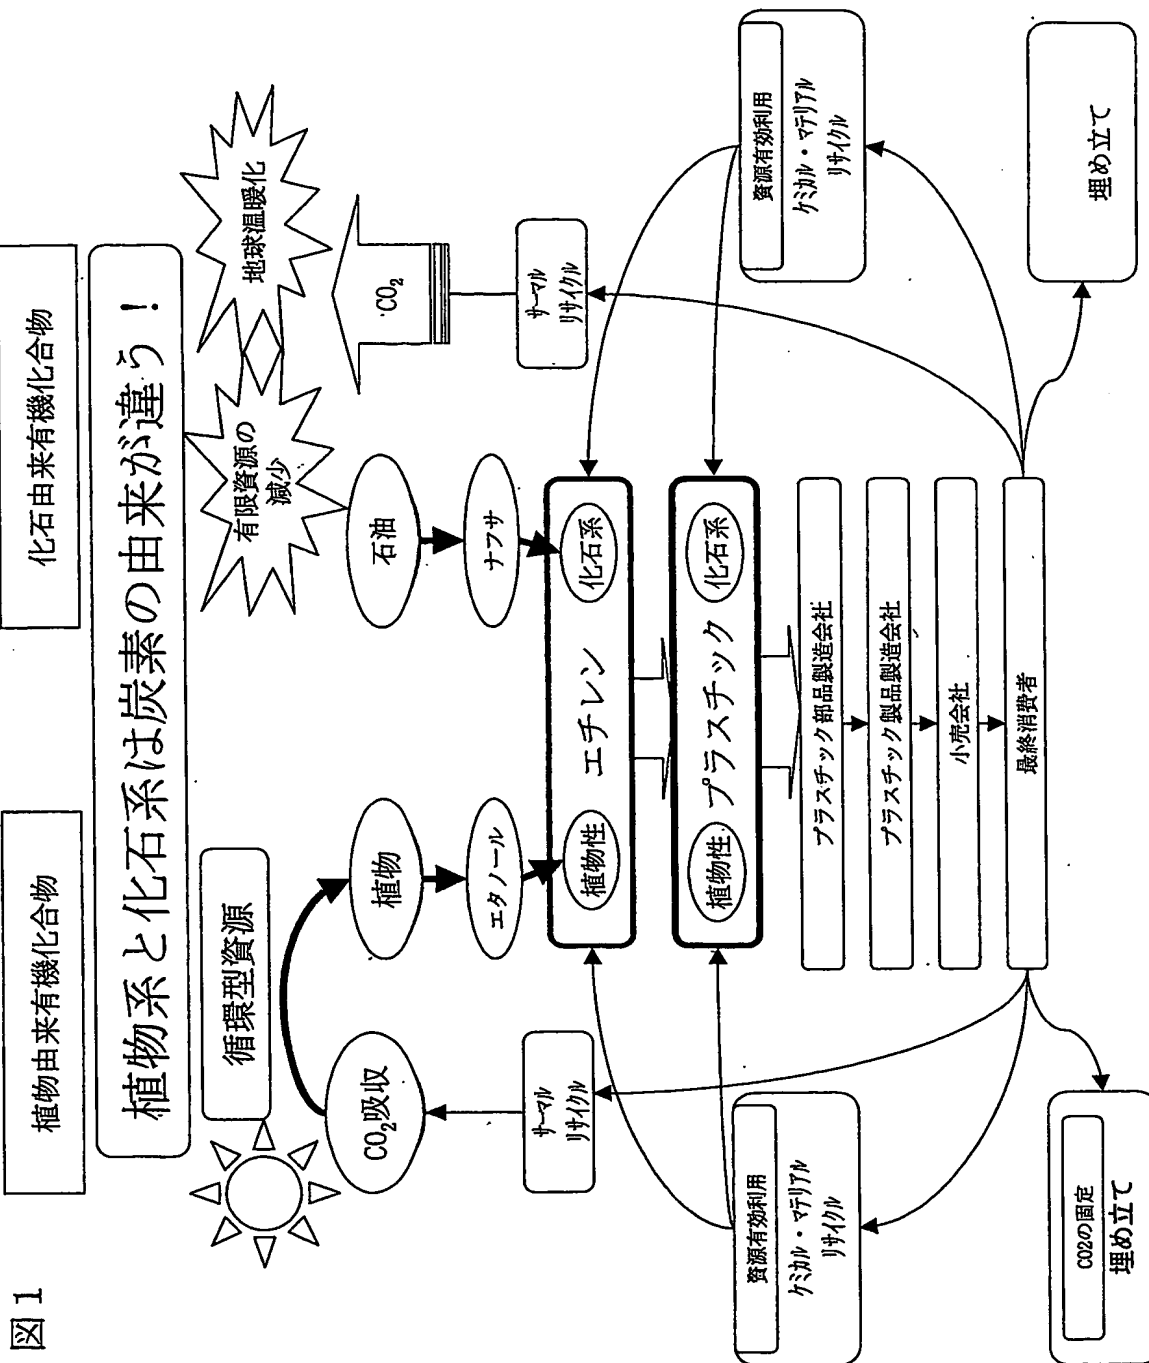 図1
植物由来有機化合物
化石由来有機化合物
植物系と化石系は炭素の由来が違う!
循環型資源
有限資源の
減少
地球温暖化
CO₂吸収
植物
石油
CO₂
エタノール
ナフサ
サーマル
リサイクル
サーマル
リサイクル
植物性
エチレン
化石系
植物性
プラスチック
化石系
資源有効利用
ケミカル・マテリアル
リサイクル
資源有効利用
ケミカル・マテリアル
リサイクル
プラスチック部品製造会社
プラスチック製品製造会社
小売会社
最終消費者
CO2の固定
埋め立て
埋め立て